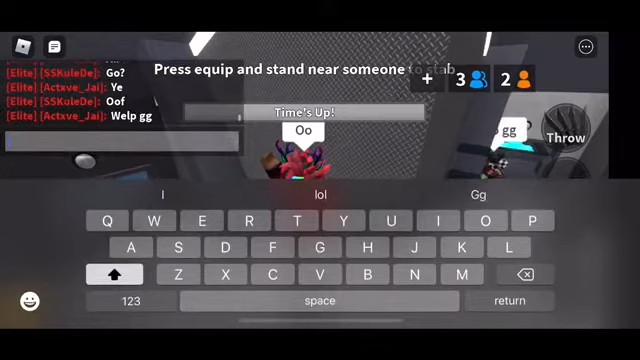 [Elite] [SSKuleDe]: Go?
Press equip and stand near someone to stab
+ 3 2
[Elite] [Actxve_Jai]: Ye
[Elite] [SSKuleDe]: Oof
[Elite] [Actxve_Jai]: Welp gg
Time's Up!
Oo
gg
Throw
I lol Gg
Q W E R T Y U I O P
A S D F G H J K L
Z X C V B N M
123 space return